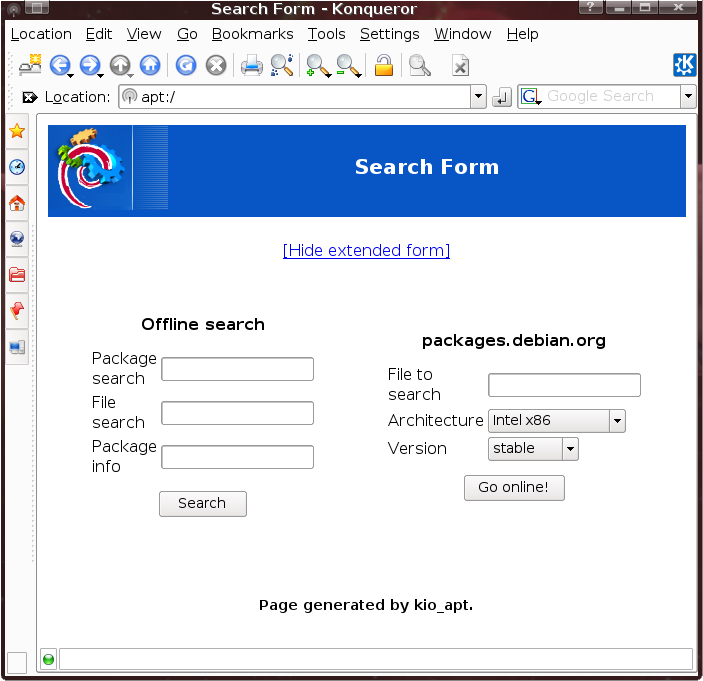 Search Form - Konqueror
Location Edit View Go Bookmarks Tools Settings Window Help
Location: apt:/ Google Search
Search Form
[Hide extended form]
Offline search
Package search
File search
Package info
Search
packages.debian.org
File to search
Architecture Intel x86
Version stable
Go online!
Page generated by kio_apt.